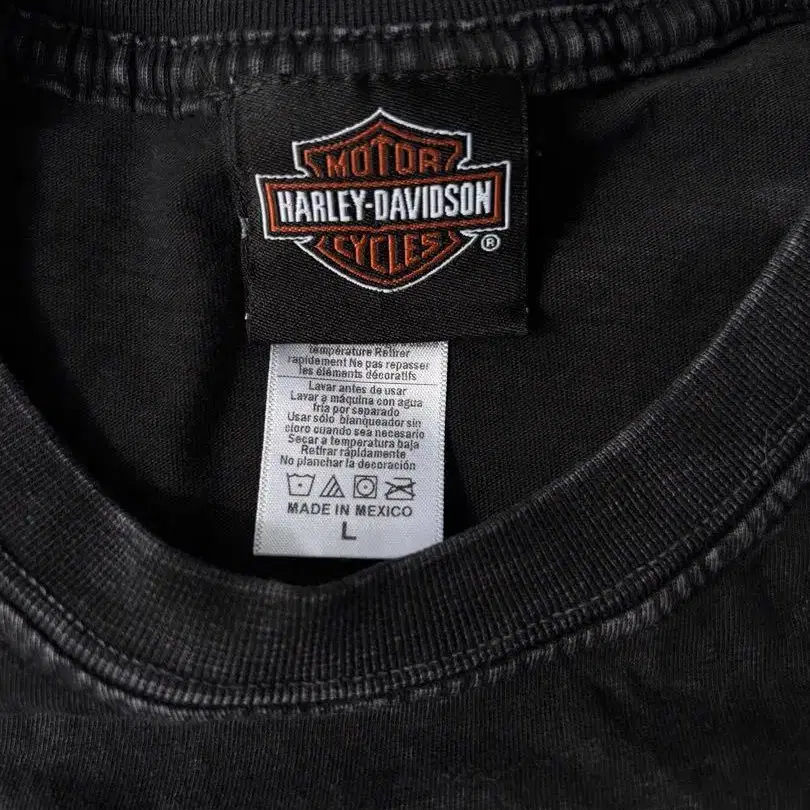 MOTOR
HARLEY-DAVIDSON
CYCLES
®
température Retirer
rapidement Ne pas repasser
les éléments décoratifs
Lavar antes de usar
Lavar a máquina con agua
fría por separado
Usar sólo blanqueador sin
cloro cuando sea necesario
Secar a temperatura baja
Retirar rápidamente
No planchar la decoración
MADE IN MEXICO
L